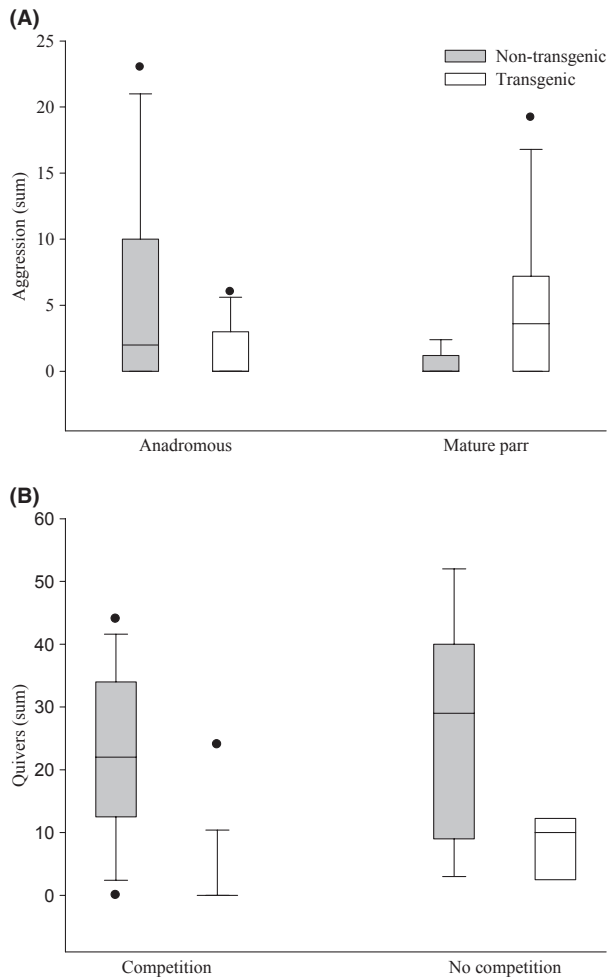 (A)
25
20
15
10
5
0
Aggression (sum)
Non-transgenic
Transgenic
Anadromous
Mature parr
(B)
60
50
40
30
20
10
0
Quivers (sum)
Competition
No competition